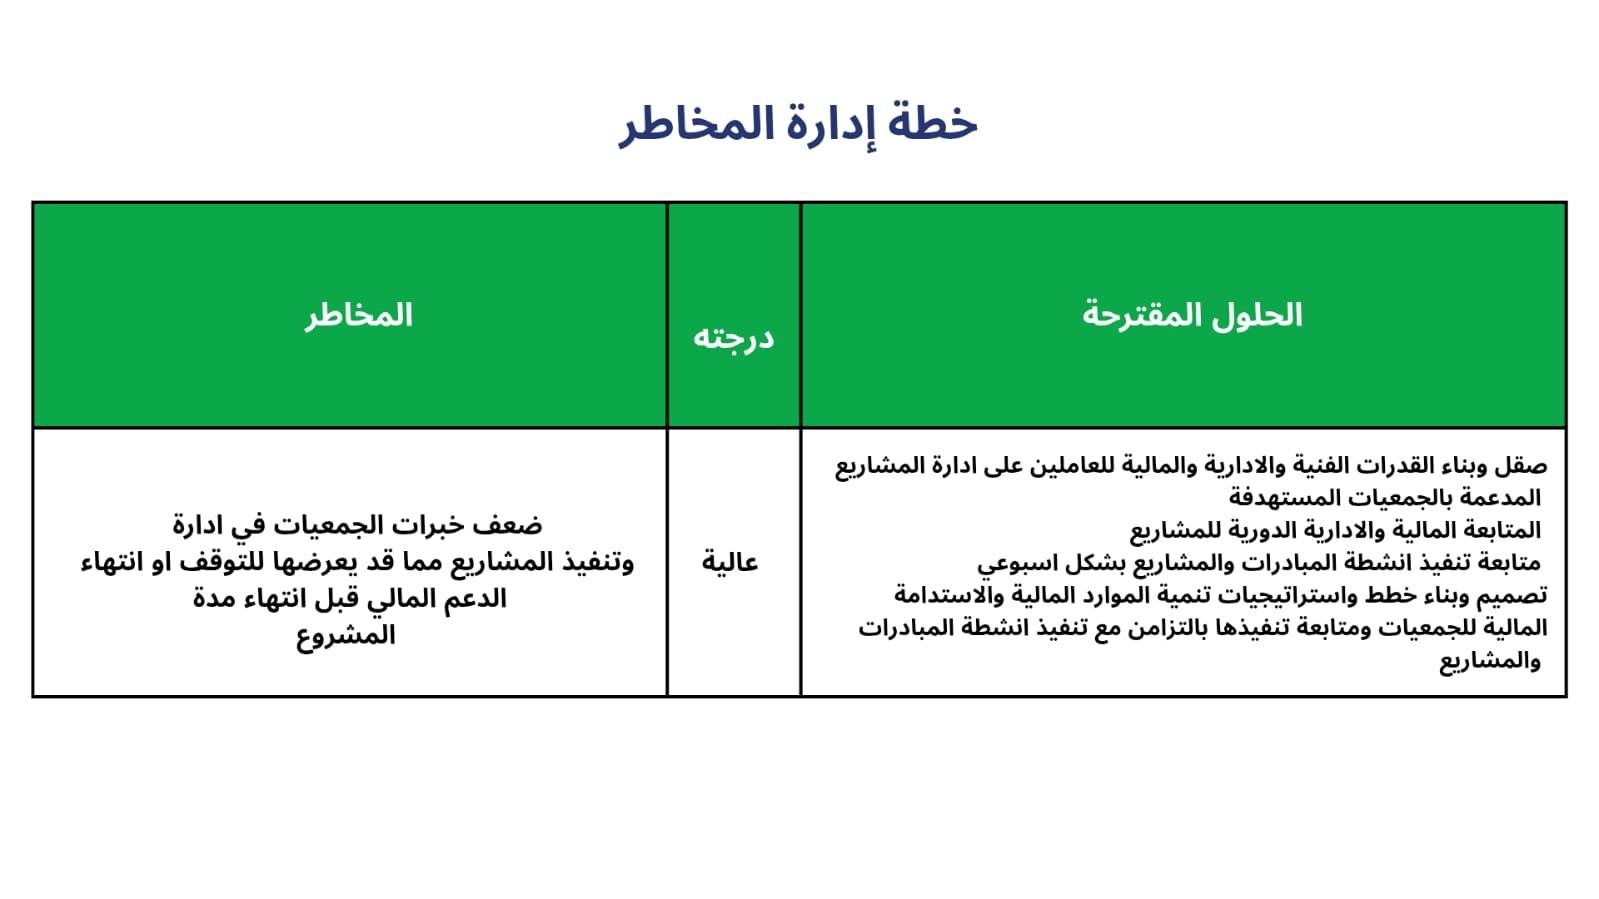 خطة إدارة المخاطر
الحلول المقترحة
درجته
المخاطر
صقل وبناء القدرات الفنية والادارية والمالية للعاملين على ادارة المشاريع
المدعمة بالجمعيات المستهدفة
المتابعة المالية والادارية الدورية للمشاريع
متابعة تنفيذ انشطة المبادرات والمشاريع بشكل اسبوعي
تصميم وبناء خطط واستراتيجيات تنمية الموارد المالية والاستدامة
المالية للجمعيات ومتابعة تنفيذها بالتزامن مع تنفيذ انشطة المبادرات
والمشاريع
عالية
ضعف خبرات الجمعيات في ادارة
وتنفيذ المشاريع مما قد يعرضها للتوقف او انتهاء
الدعم المالي قبل انتهاء مدة
المشروع